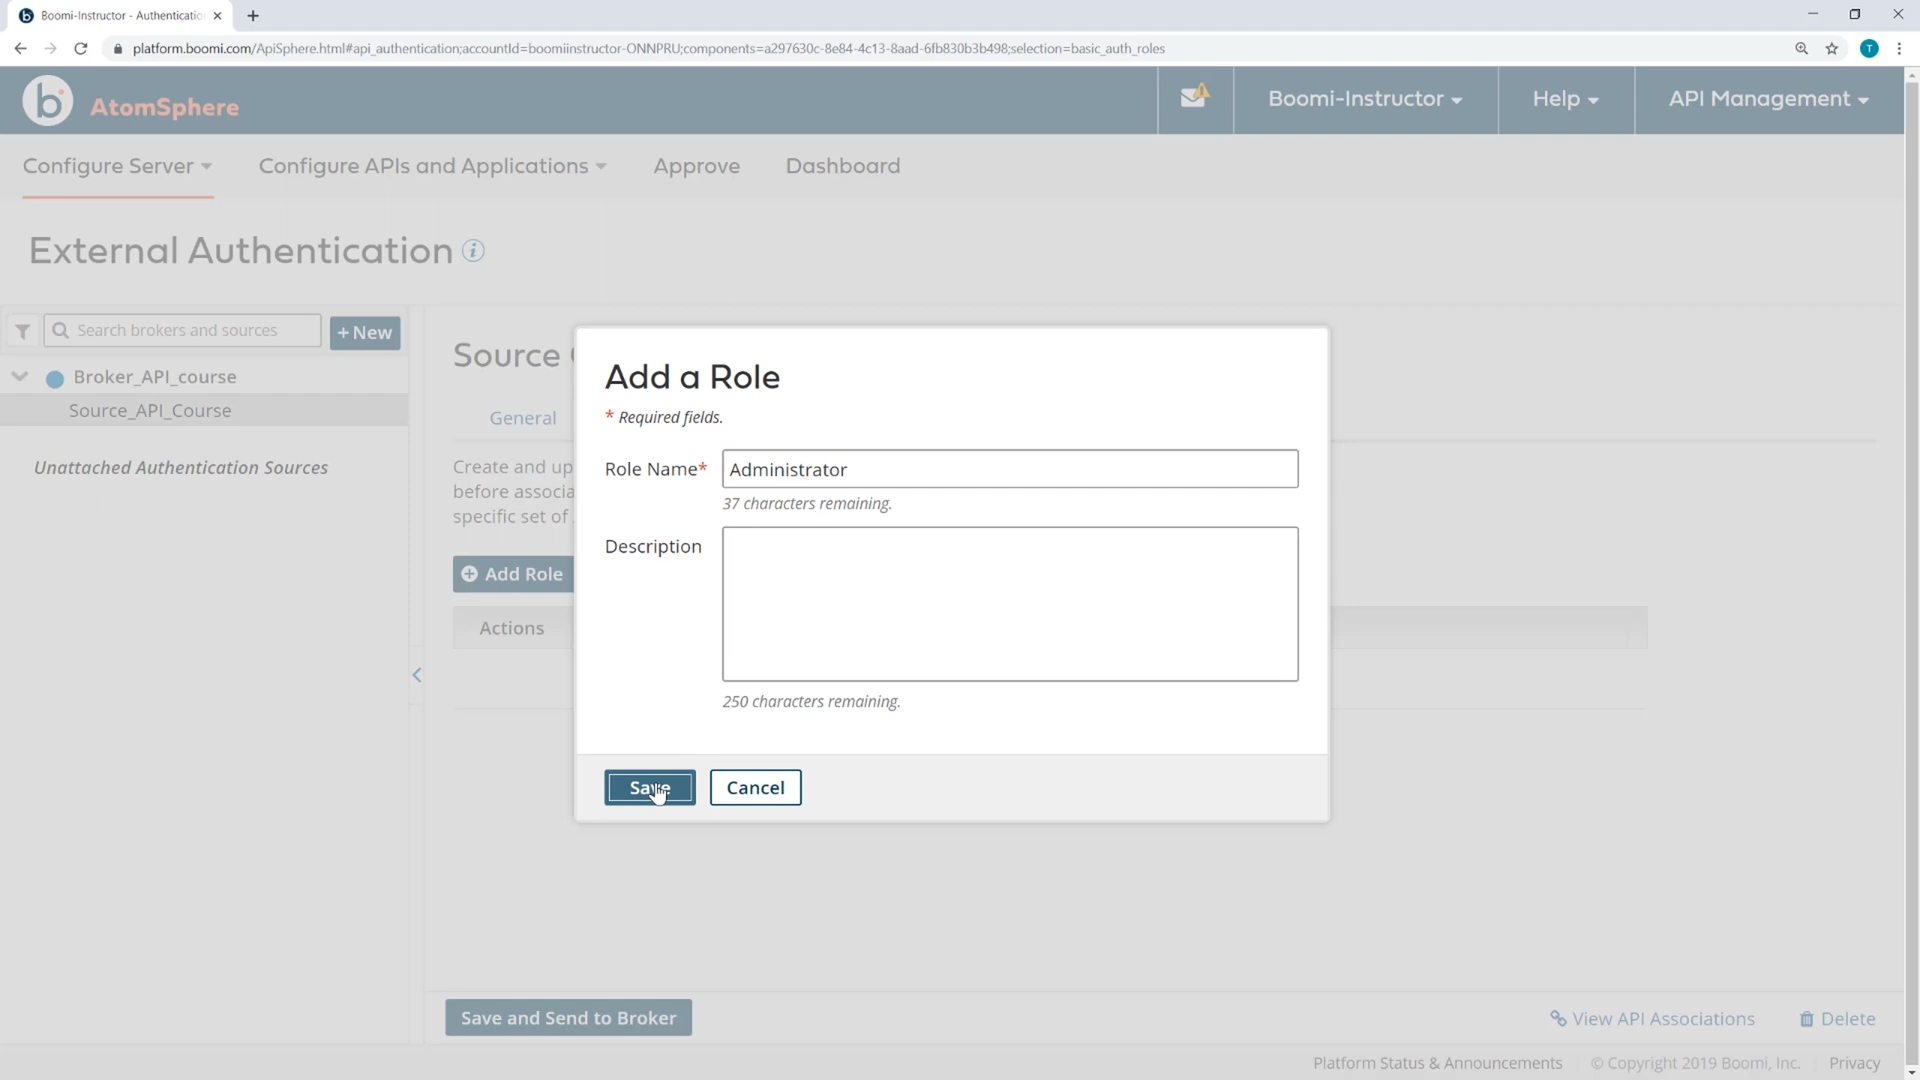 Boomi-Instructor - Authenticatio
platform.boomi.com/ApiSphere.html#api_authentication;accountId=boomiinstructor-ONNPRU;components=a297630c-8e84-4c13-8aad-6fb830b3b498;selection=basic_auth_roles
T
b AtomSphere
Boomi-Instructor
Help
API Management
Configure Server
Configure APIs and Applications
Approve
Dashboard
External Authentication i
Search brokers and sources
+ New
Broker_API_course
Source_API_Course
Unattached Authentication Sources
Source
General
Create and up
before associa
specific set of
Add Role
Actions
Add a Role
* Required fields.
Role Name* Administrator
37 characters remaining.
Description
250 characters remaining.
Save
Cancel
Save and Send to Broker
View API Associations
Delete
Platform Status & Announcements
© Copyright 2019 Boomi, Inc.
Privacy